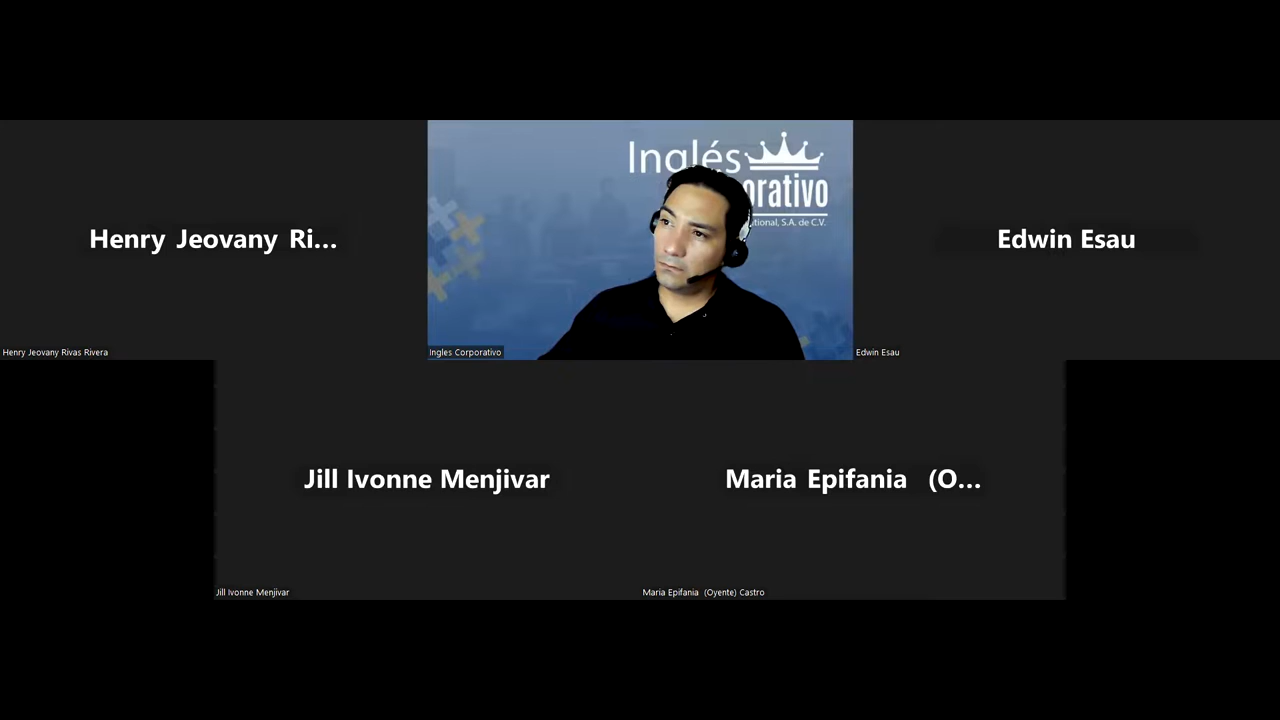 Inglés
orativo
tional, S.A. de C.V.
Henry Jeovany Ri...
Edwin Esau
Henry Jeovany Rivas Rivera
Ingles Corporativo
Edwin Esau
Jill Ivonne Menjivar
Maria Epifania (O...
Jill Ivonne Menjivar
Maria Epifania (Oyente) Castro